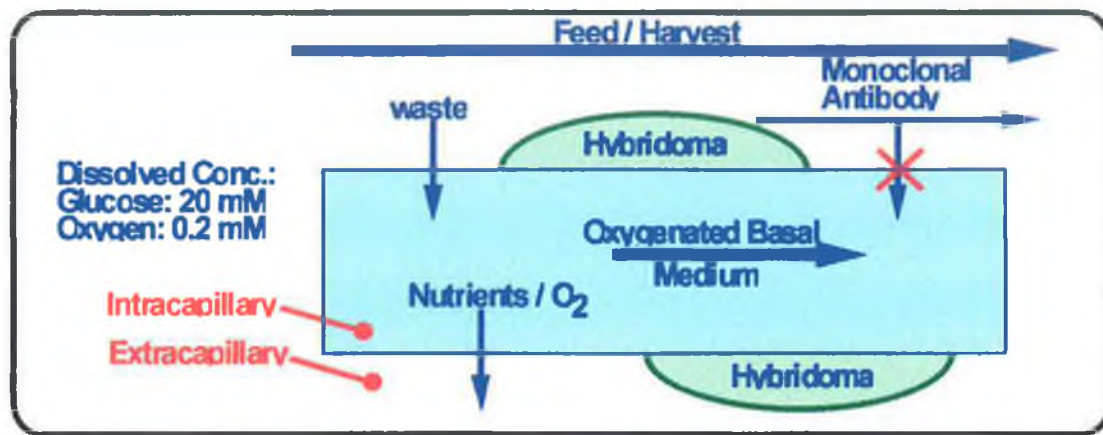 Feed / Harvest
Monoclonal
Antibody
waste
Hybridoma
Dissolved Conc.:
Glucose: 20 mM
Oxygen: 0.2 mM
Oxygenated Basal
Medium
Nutrients / O2
Intracapillary
Extracapillary
Hybridoma